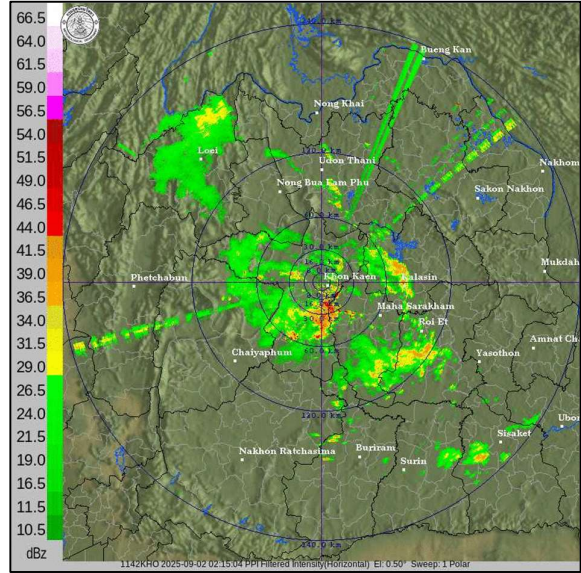 66.5
64.0
61.5
59.0
56.5
54.0
51.5
49.0
46.5
44.0
41.5
39.0
36.5
34.0
31.5
29.0
26.5
24.0
21.5
19.0
16.5
11.5
10.5
dBz
Bueng Kan
Nong Khai
Loei
Udon Thani
Nong Bua Lam Phu
Sakon Nakhon
Nakhom
Khon Kaen
Kalasin
Mukdah
Phetchabun
Maha Sarakham
Roi Et
Amnat Ch
Chaiyaphum
Yasothon
120.0 km
Sisaket
Ubor
Nakhon Ratchasima
Buriram
Surin
240.0 km
1142KHO 2025-09-02 02:15:04 PPI Filtered Intensity(Horizontal) El: 0.50° Sweep: 1 Polar